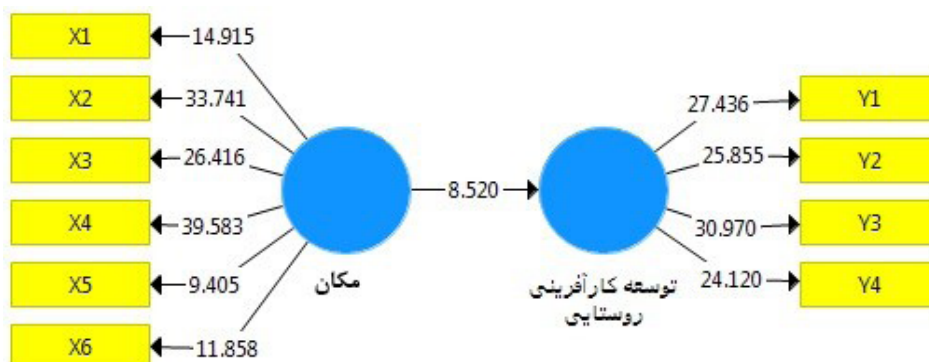 X1
14.915
X2
33.741
X3
26.416
X4
39.583
X5
9.405
X6
11.858
مکان
8.520
توسعه کارآفرینی
روستایی
27.436
Y1
25.855
Y2
30.970
Y3
24.120
Y4